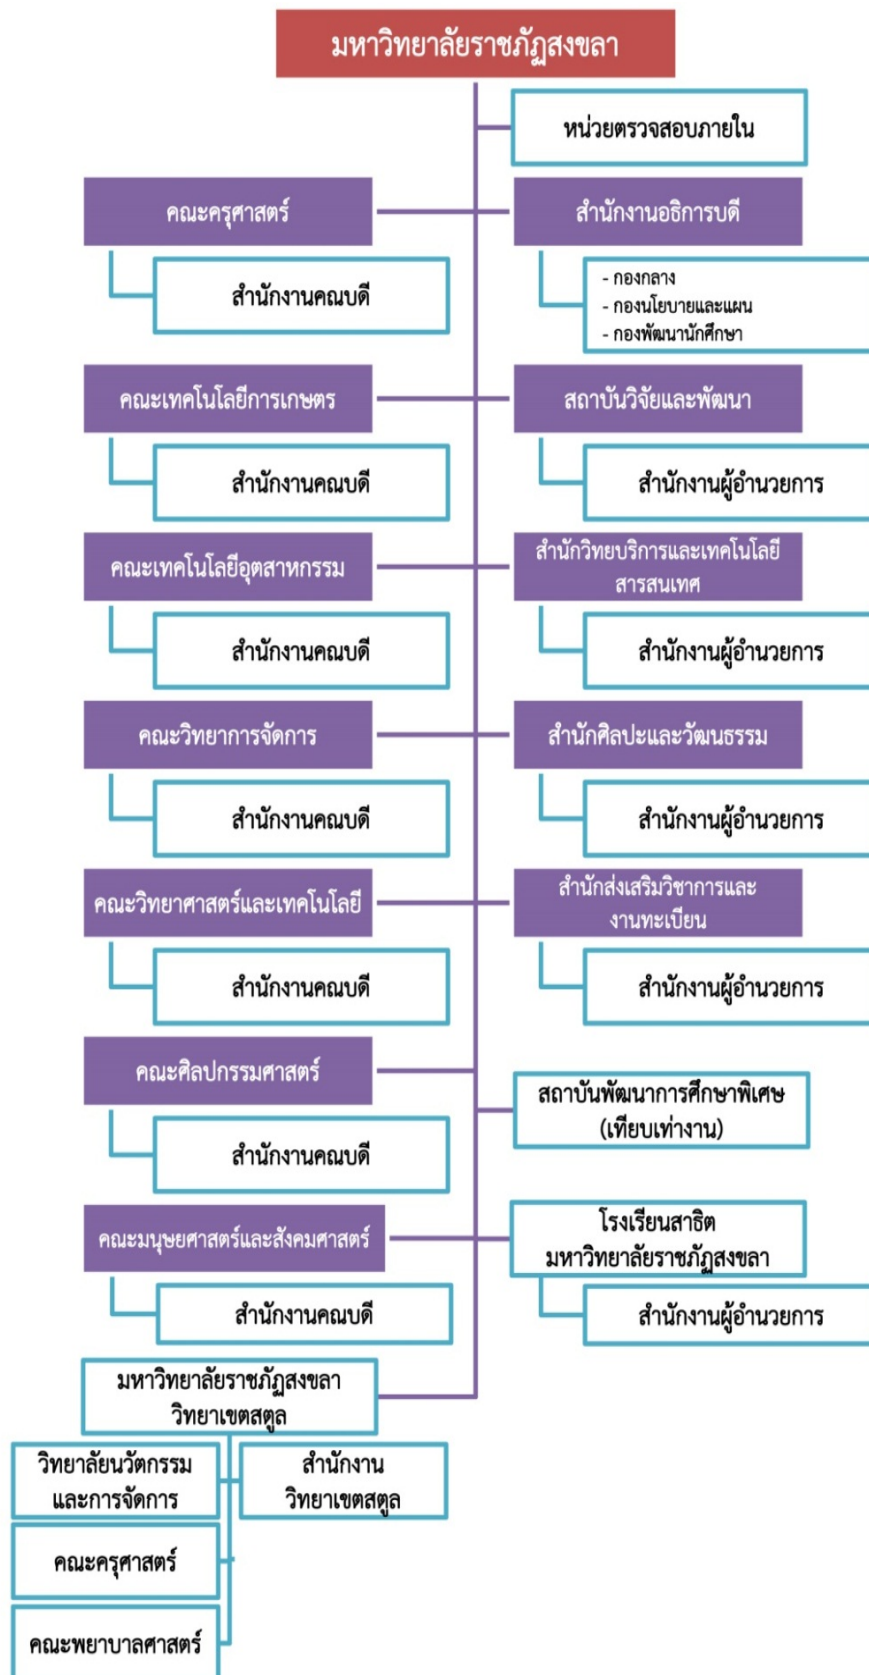 มหาวิทยาลัยราชภัฏสงขลา
หน่วยตรวจสอบภายใน
คณะครุศาสตร์
สำนักงานอธิการบดี
สำนักงานคณบดี
- กองกลาง
- กองนโยบายและแผน
- กองพัฒนานักศึกษา
คณะเทคโนโลยีการเกษตร
สถาบันวิจัยและพัฒนา
สำนักงานคณบดี
สำนักงานผู้อำนวยการ
คณะเทคโนโลยีอุตสาหกรรม
สำนักวิทยบริการและเทคโนโลยี
สารสนเทศ
สำนักงานคณบดี
สำนักงานผู้อำนวยการ
คณะวิทยาการจัดการ
สำนักศิลปะและวัฒนธรรม
สำนักงานคณบดี
สำนักงานผู้อำนวยการ
คณะวิทยาศาสตร์และเทคโนโลยี
สำนักส่งเสริมวิชาการและ
งานทะเบียน
สำนักงานคณบดี
สำนักงานผู้อำนวยการ
คณะศิลปกรรมศาสตร์
สถาบันพัฒนาการศึกษาพิเศษ
(เทียบเท่างาน)
สำนักงานคณบดี
คณะมนุษยศาสตร์และสังคมศาสตร์
โรงเรียนสาธิต
มหาวิทยาลัยราชภัฏสงขลา
สำนักงานคณบดี
สำนักงานผู้อำนวยการ
มหาวิทยาลัยราชภัฏสงขลา
วิทยาเขตสตูล
วิทยาลัยนวัตกรรม
และการจัดการ
สำนักงาน
วิทยาเขตสตูล
คณะครุศาสตร์
คณะพยาบาลศาสตร์